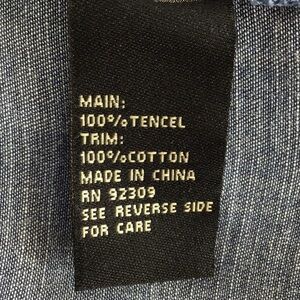 MAIN:
100%TENCEL
TRIM:
100%COTTON
MADE IN CHINA
RN 92309
SEE REVERSE SIDE
FOR CARE